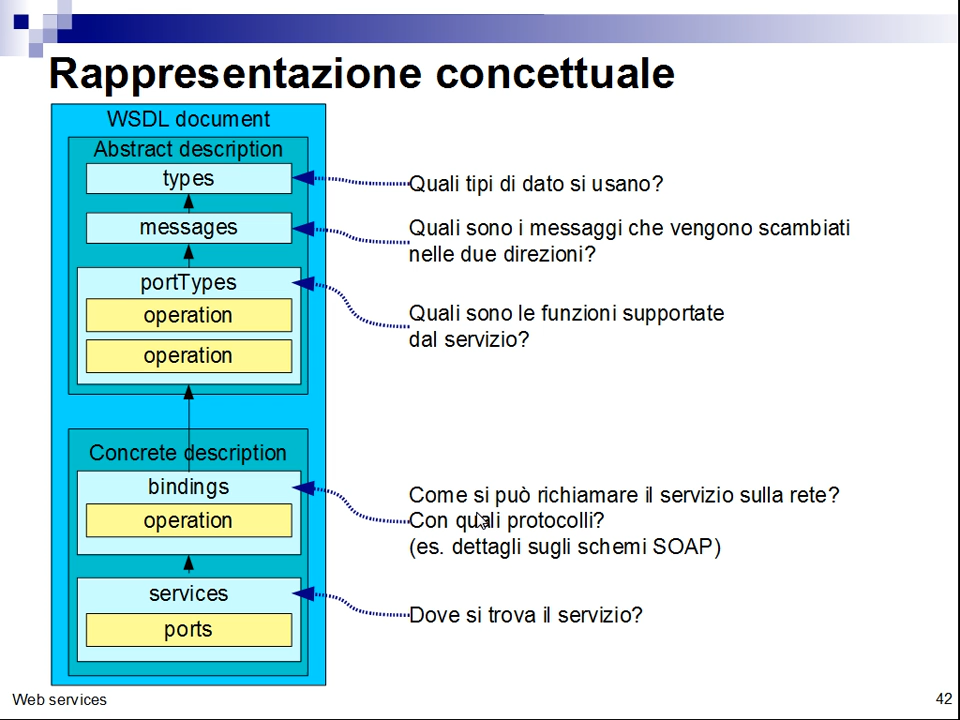 Rappresentazione concettuale
WSDL document
Abstract description
types
Quali tipi di dato si usano?
messages
Quali sono i messaggi che vengono scambiati
nelle due direzioni?
portTypes
operation
operation
Quali sono le funzioni supportate
dal servizio?
Concrete description
bindings
operation
Come si può richiamare il servizio sulla rete?
Con quali protocolli?
(es. dettagli sugli schemi SOAP)
services
ports
Dove si trova il servizio?
Web services
42